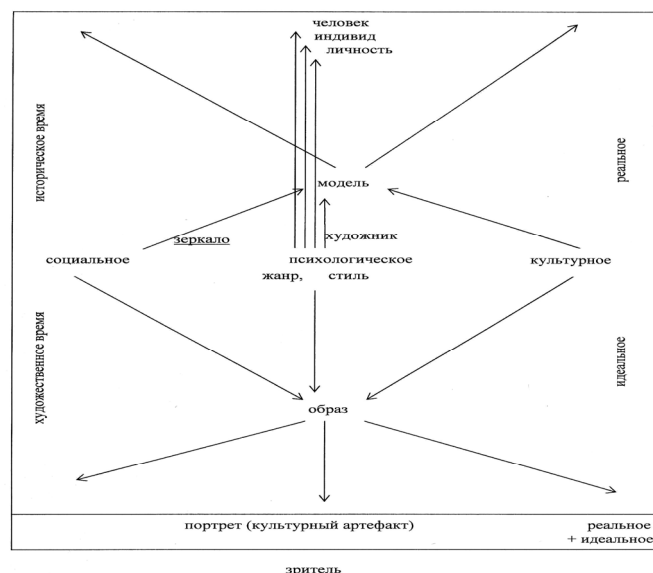 человек
индивид
личность
историческое время
реальное
модель
зеркало
художник
социальное
психологическое
культурное
жанр, стиль
художественное время
идеальное
образ
портрет (культурный артефакт)
реальное
+ идеальное
зритель